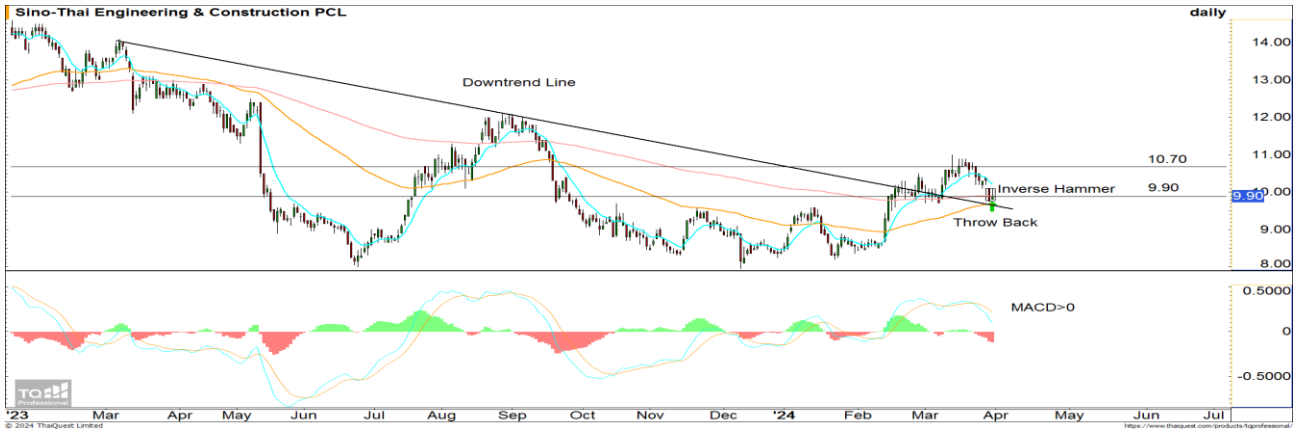 Sino-Thai Engineering & Construction PCL daily
14.00
Downtrend Line 13.00
12.00
10.70 11.00
Inverse Hammer 9.90 10.00
9.90
Throw Back 9.00
8.00
0.5000
MACD>0
0
-0.5000
TQ
Professional
'23 Mar Apr May Jun Jul Aug Sep Oct Nov Dec '24 Feb Mar Apr May Jun Jul
© 2024 ThaiQuest Limited https://www.thaiquest.com/products/tqprofessional/